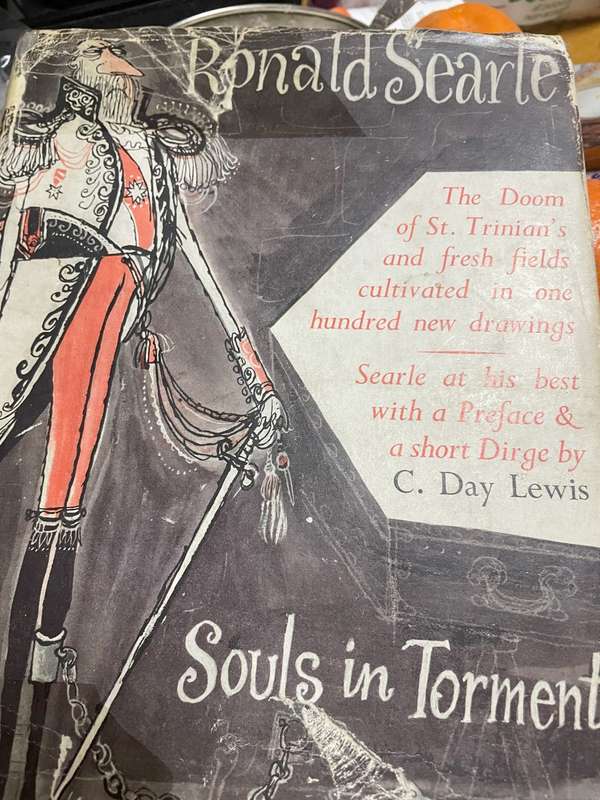 Ronald Searle
The Doom
of St. Trinian's
and fresh fields
cultivated in one
hundred new drawings
Searle at his best
with a Preface &
a short Dirge by
C. Day Lewis
Souls in Torment